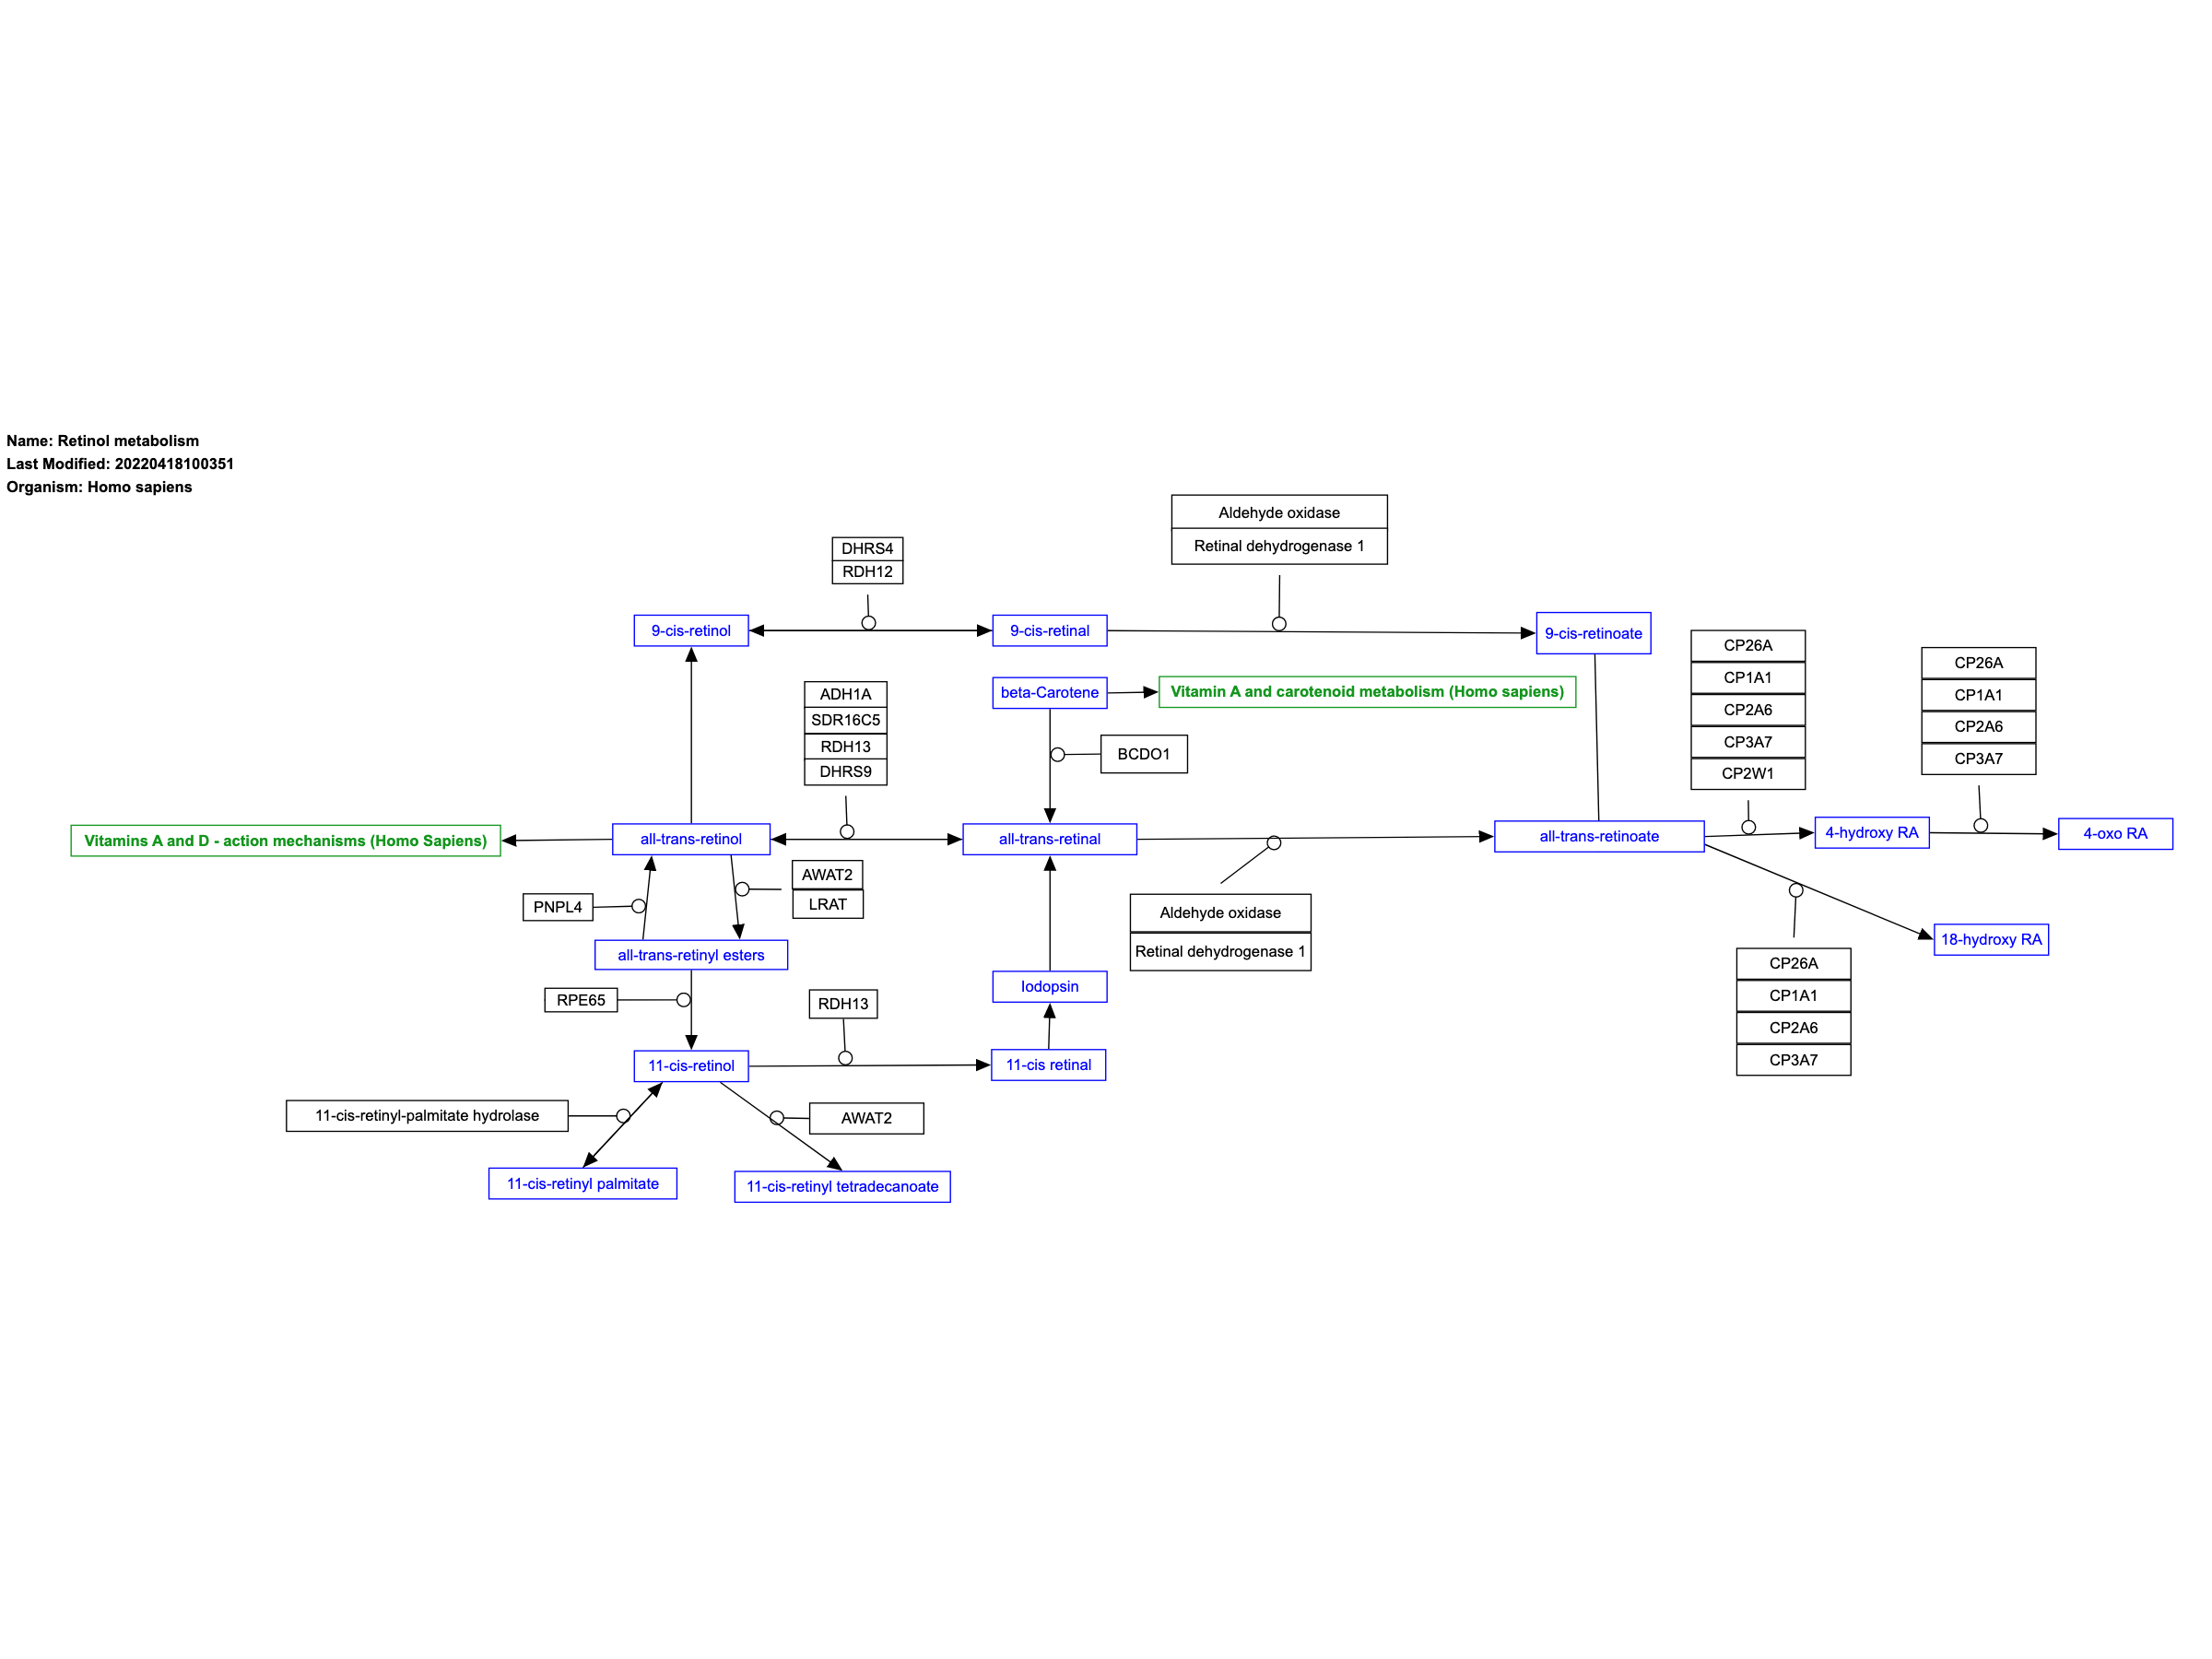 Name: Retinol metabolism
Last Modified: 20220418100351
Organism: Homo sapiens
Aldehyde oxidase
Retinal dehydrogenase 1
DHRS4
RDH12
9-cis-retinol
9-cis-retinal
9-cis-retinoate
CP26A
CP1A1
CP2A6
CP3A7
CP2W1
CP26A
CP1A1
CP2A6
CP3A7
beta-Carotene
Vitamin A and carotenoid metabolism (Homo sapiens)
ADH1A
SDR16C5
RDH13
DHRS9
BCDO1
Vitamins A and D - action mechanisms (Homo Sapiens)
all-trans-retinol
all-trans-retinal
all-trans-retinoate
4-hydroxy RA
4-oxo RA
AWAT2
LRAT
PNPL4
Aldehyde oxidase
Retinal dehydrogenase 1
18-hydroxy RA
all-trans-retinyl esters
CP26A
CP1A1
CP2A6
CP3A7
Iodopsin
RPE65
RDH13
11-cis-retinol
11-cis retinal
11-cis-retinyl-palmitate hydrolase
AWAT2
11-cis-retinyl palmitate
11-cis-retinyl tetradecanoate